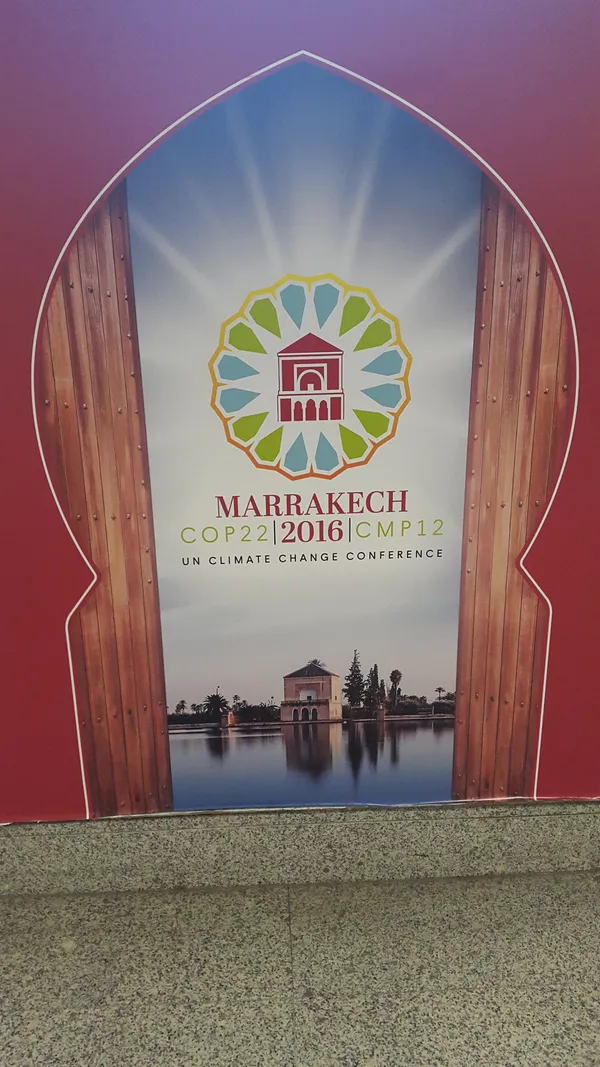 MARRAKECH
COP22|2016|CMP12
UN CLIMATE CHANGE CONFERENCE